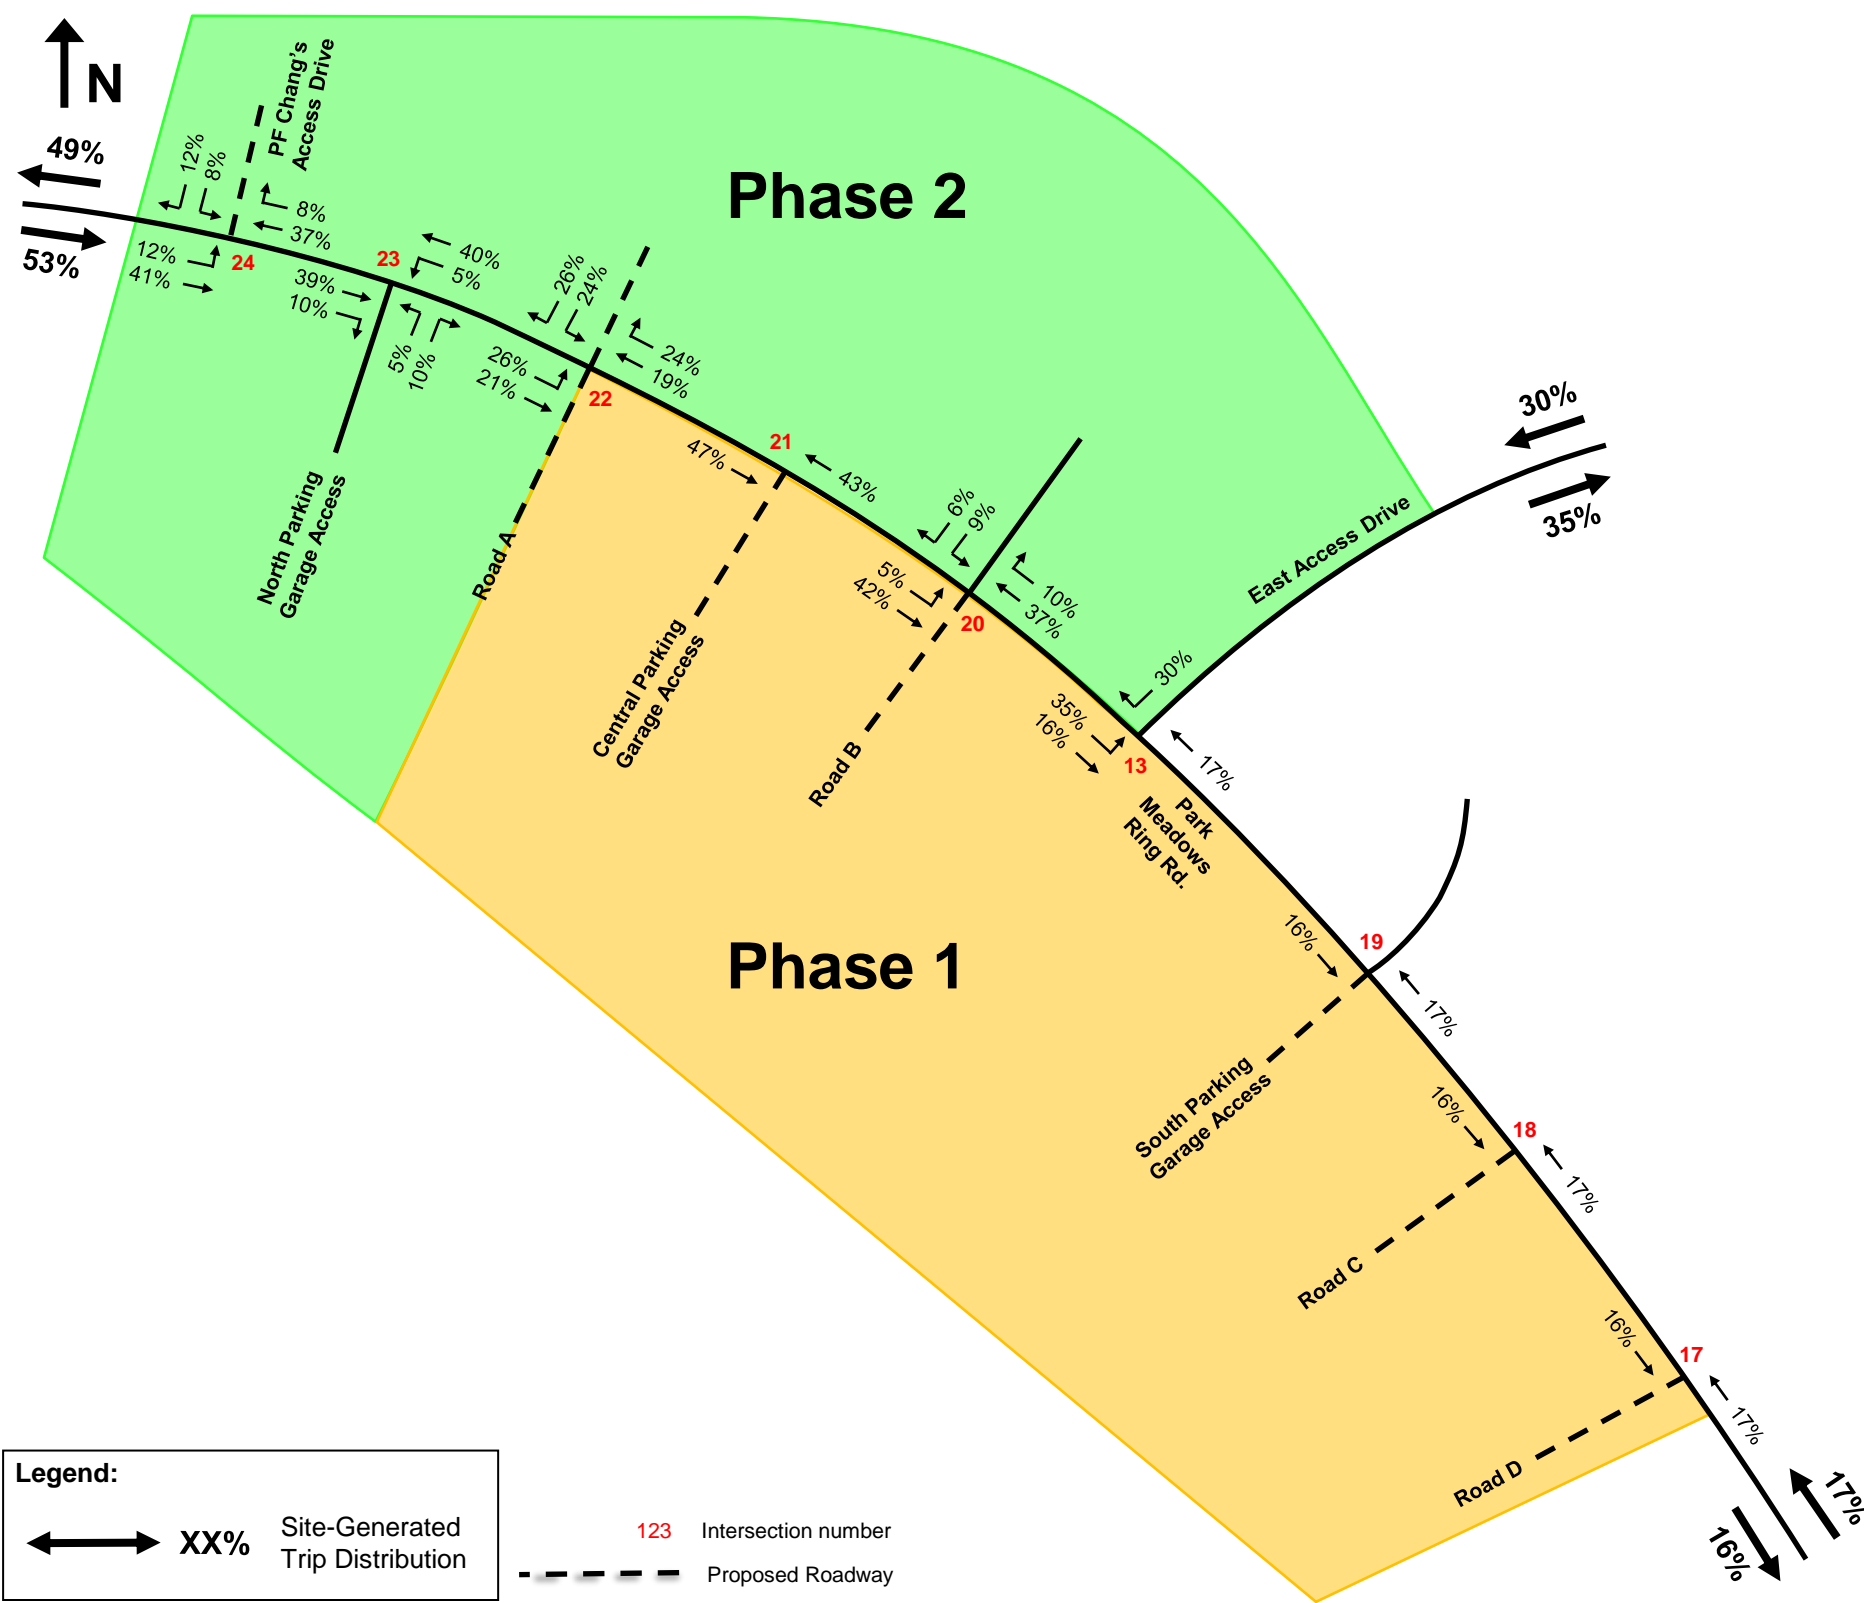 N
49%
53%
PF Chang's
Access Drive
12%
8%
8%
37%
12%
41%
24
23
40%
5%
39%
10%
5%
10%
26%
24%
24%
19%
26%
21%
22
Phase 2
North Parking
Garage Access
Road A
47%
21
43%
6%
9%
5%
42%
10%
37%
20
Central Parking
Garage Access
Road B
30%
35%
East Access Drive
30%
35%
16%
13
17%
Park
Meadows
Ring Rd.
Phase 1
16%
19
17%
South Parking
Garage Access
16%
18
17%
Road C
16%
17
17%
Road D
17%
16%
Legend:
XX%
Site-Generated
Trip Distribution
123
Intersection number
Proposed Roadway